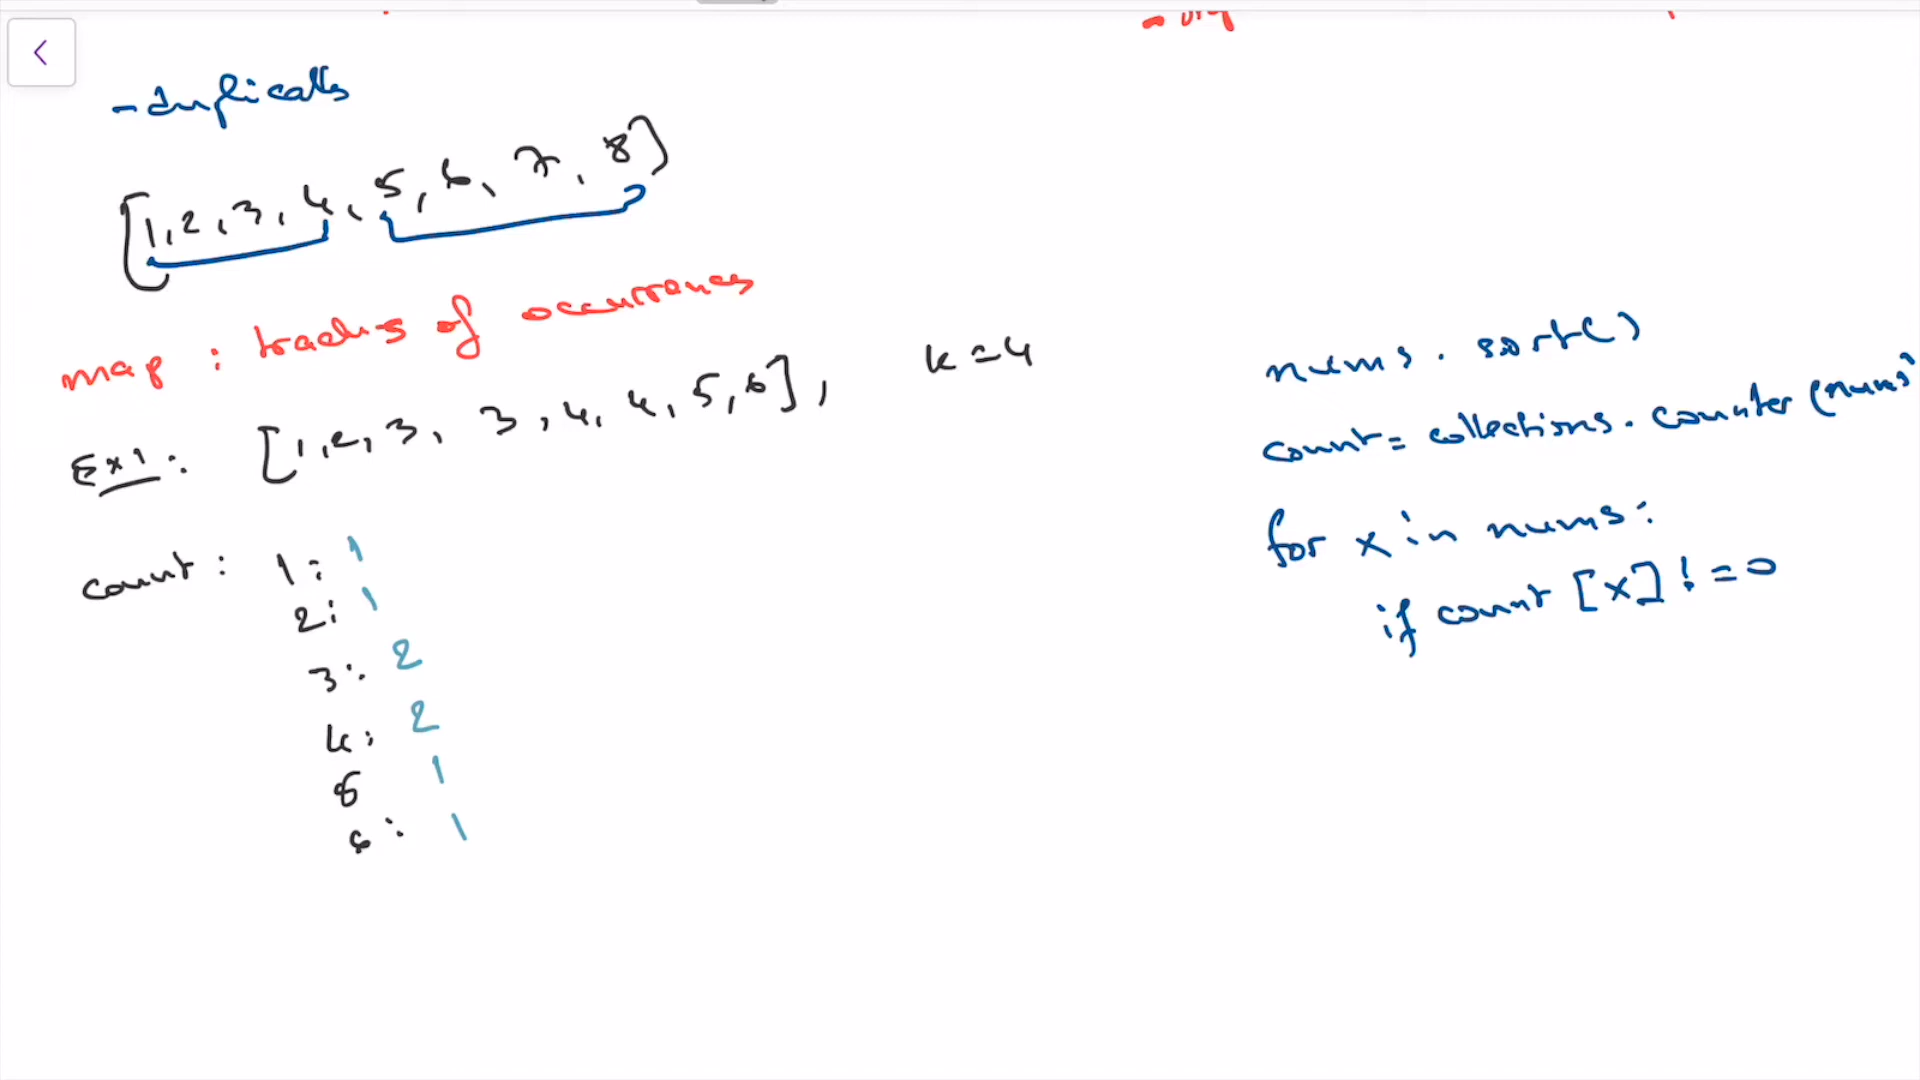 - duplicates
[1, 2, 3, 4, 5, 6, 7, 8]
map : tracks of occurrences
Ex1: [1, 2, 3, 3, 4, 4, 5, 6], k = 4
count : 1: 1
2: 1
3: 2
4: 2
5 1
6: 1
nums . sort()
count = collections . counter (nums)
for x in nums:
if count [x] != 0